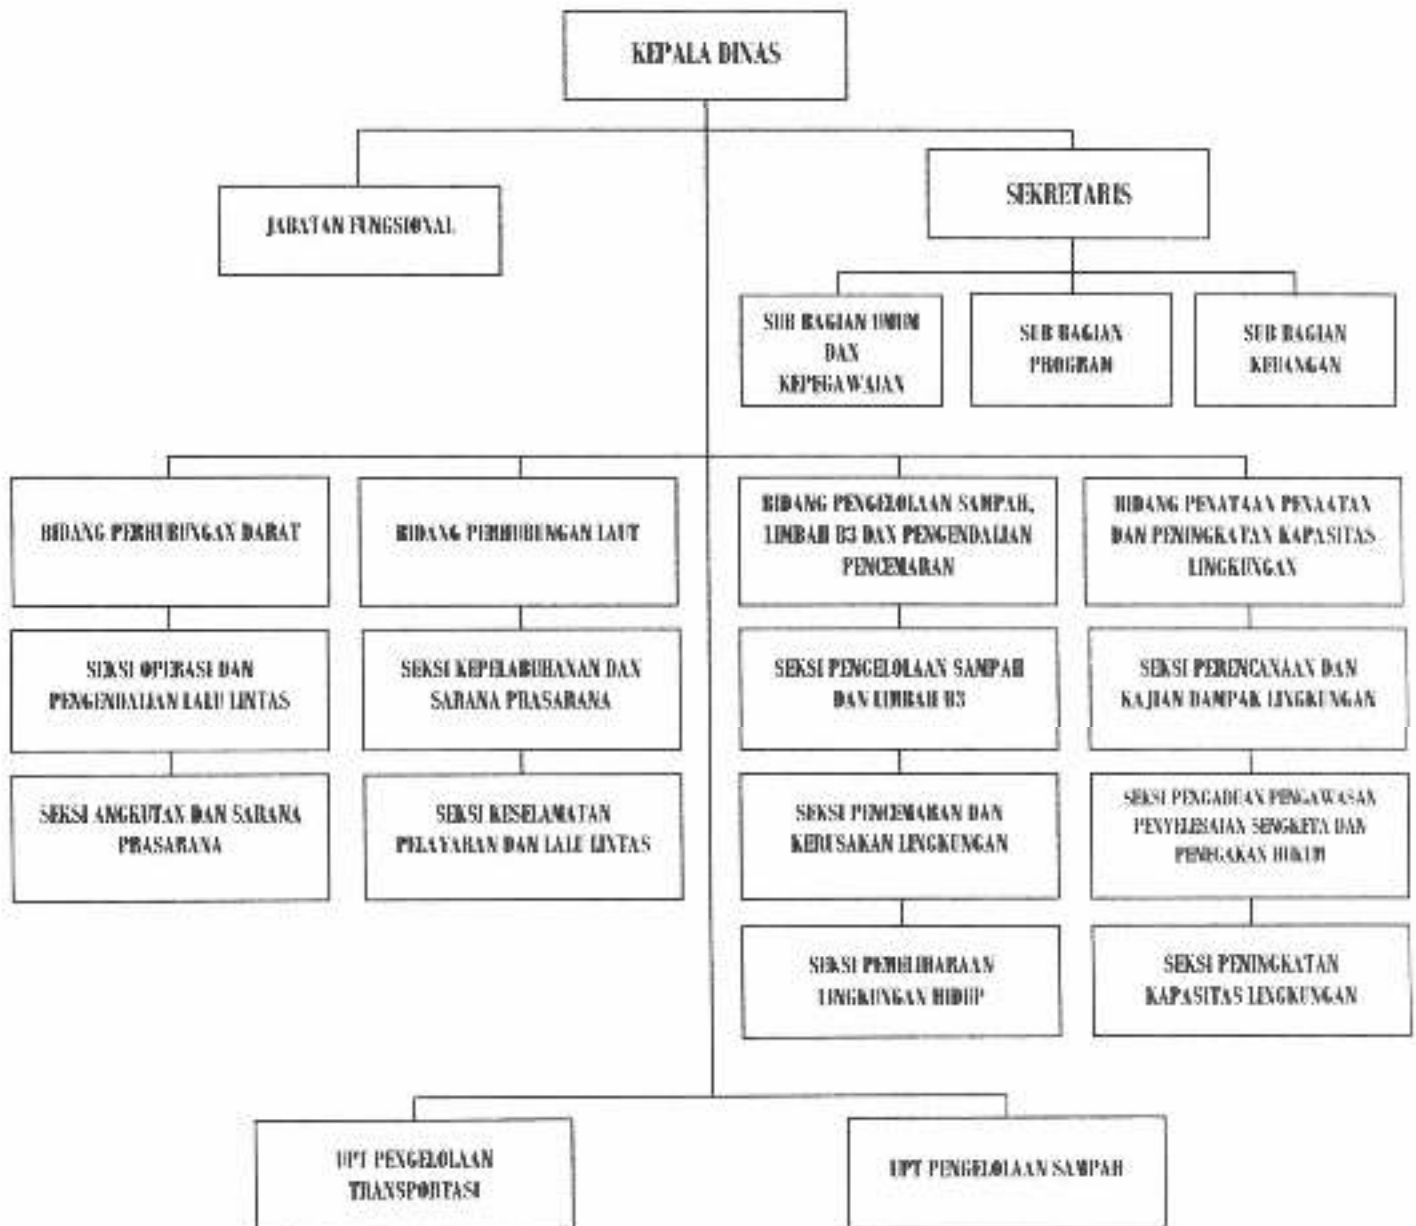 KEPALA DINAS
JABATAN FUNGSIONAL
SEKRETARIS
SUB BAGIAN UMUM
DAN
KEPEGAWAIAN
SUB BAGIAN
PROGRAM
SUB BAGIAN
KEUANGAN
BIDANG PERHUBUNGAN DARAT
BIDANG PERHUBUNGAN LAUT
BIDANG PENGELOLAAN SAMPAH,
LIMBAH B3 DAN PENGENDALIAN
PENCEMARAN
BIDANG PENATAAN PENAATAN
DAN PENINGKATAN KAPASITAS
LINGKUNGAN
SEKSI OPERASI DAN
PENGENDALIAN LALU LINTAS
SEKSI KEPELABUHANAN DAN
SARANA PRASARANA
SEKSI PENGELOLAAN SAMPAH
DAN LIMBAH B3
SEKSI PERENCANAAN DAN
KAJIAN DAMPAK LINGKUNGAN
SEKSI ANGKUTAN DAN SARANA
PRASARANA
SEKSI KESELAMATAN
PELAYARAN DAN LALU LINTAS
SEKSI PENCEMARAN DAN
KERUSAKAN LINGKUNGAN
SEKSI PENGADUAN PENGAWASAN
PENYELESAIAN SENGKETA DAN
PENEGAKAN HUKUM
SEKSI PEMELIHARAAN
LINGKUNGAN HIDUP
SEKSI PENINGKATAN
KAPASITAS LINGKUNGAN
UPT PENGELOLAAN
TRANSPORTASI
UPT PENGELOLAAN SAMPAH